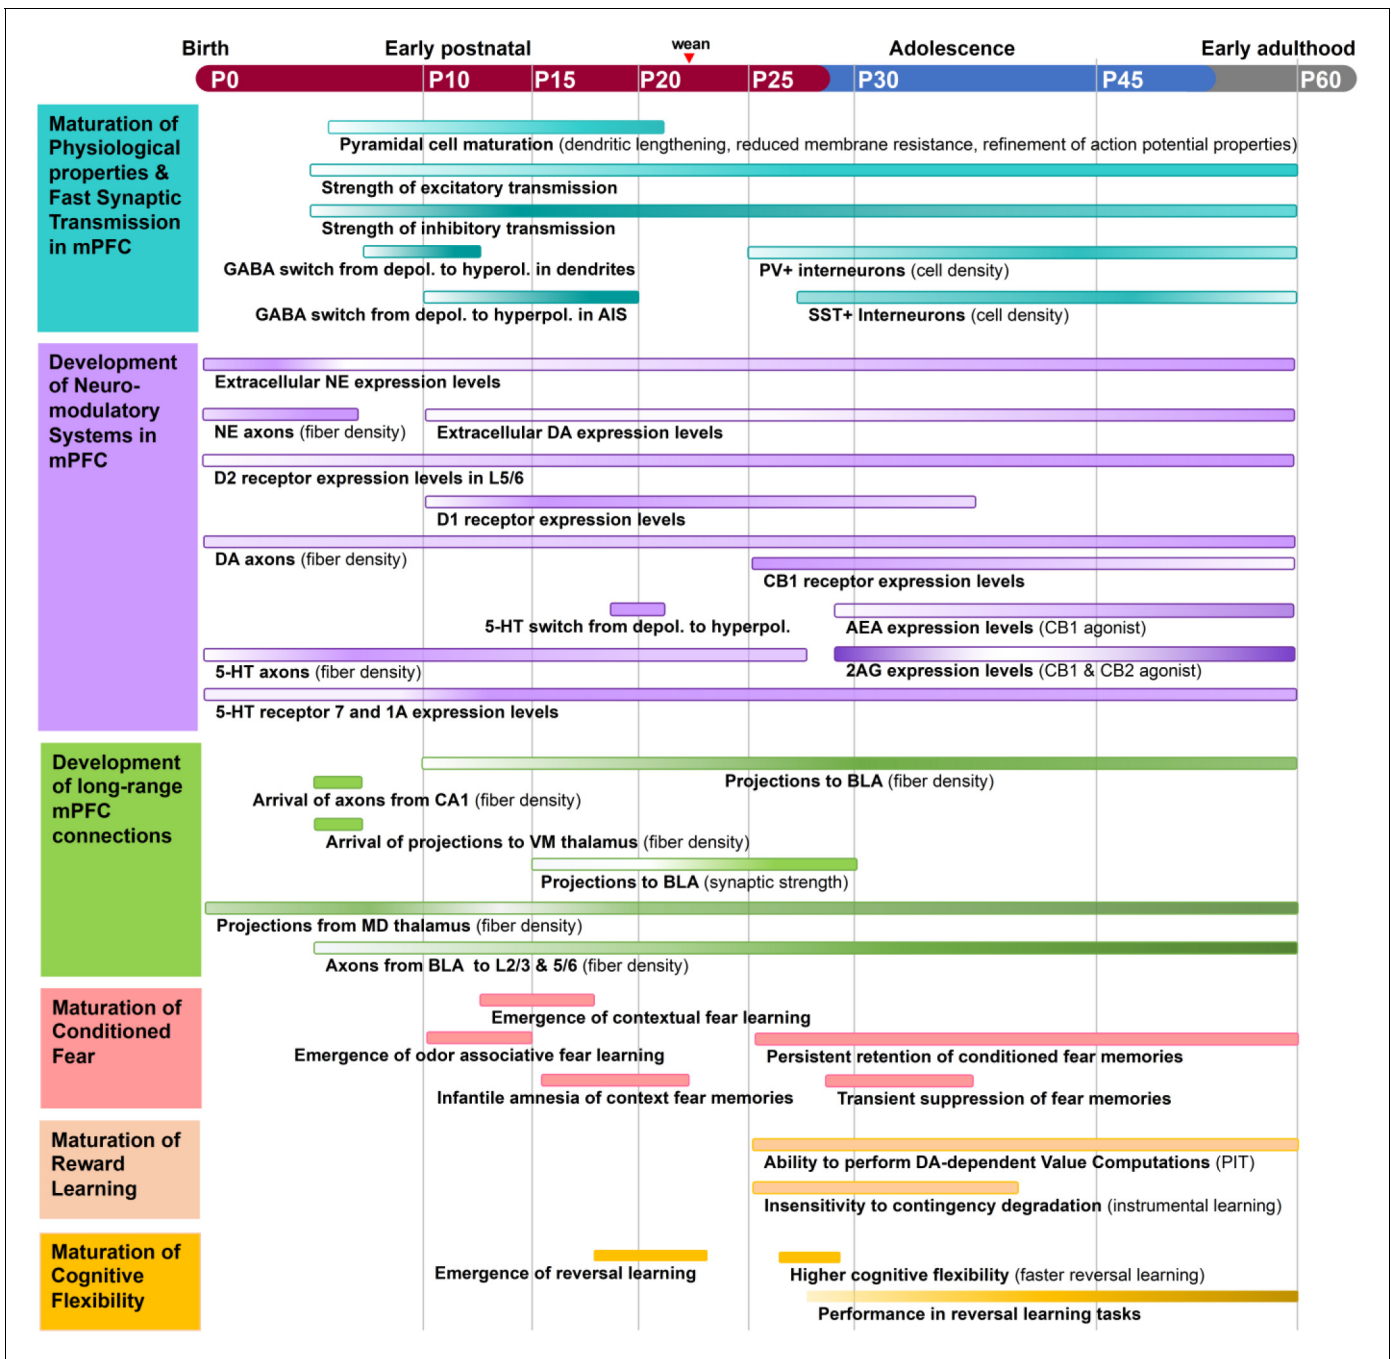 Birth Early postnatal wean Adolescence Early adulthood
P0 P10 P15 P20 P25 P30 P45 P60
Maturation of
Physiological
properties &
Fast Synaptic
Transmission
in mPFC
Pyramidal cell maturation (dendritic lengthening, reduced membrane resistance, refinement of action potential properties)
Strength of excitatory transmission
Strength of inhibitory transmission
GABA switch from depol. to hyperol. in dendrites
PV+ interneurons (cell density)
GABA switch from depol. to hyperpol. in AIS
SST+ Interneurons (cell density)
Development
of Neuro-
modulatory
Systems in
mPFC
Extracellular NE expression levels
NE axons (fiber density)
Extracellular DA expression levels
D2 receptor expression levels in L5/6
D1 receptor expression levels
DA axons (fiber density)
CB1 receptor expression levels
5-HT switch from depol. to hyperpol.
AEA expression levels (CB1 agonist)
5-HT axons (fiber density)
2AG expression levels (CB1 & CB2 agonist)
5-HT receptor 7 and 1A expression levels
Development
of long-range
mPFC
connections
Projections to BLA (fiber density)
Arrival of axons from CA1 (fiber density)
Arrival of projections to VM thalamus (fiber density)
Projections to BLA (synaptic strength)
Projections from MD thalamus (fiber density)
Axons from BLA to L2/3 & 5/6 (fiber density)
Maturation of
Conditioned
Fear
Emergence of contextual fear learning
Emergence of odor associative fear learning
Persistent retention of conditioned fear memories
Infantile amnesia of context fear memories
Transient suppression of fear memories
Maturation of
Reward
Learning
Ability to perform DA-dependent Value Computations (PIT)
Insensitivity to contingency degradation (instrumental learning)
Maturation of
Cognitive
Flexibility
Emergence of reversal learning
Higher cognitive flexibility (faster reversal learning)
Performance in reversal learning tasks